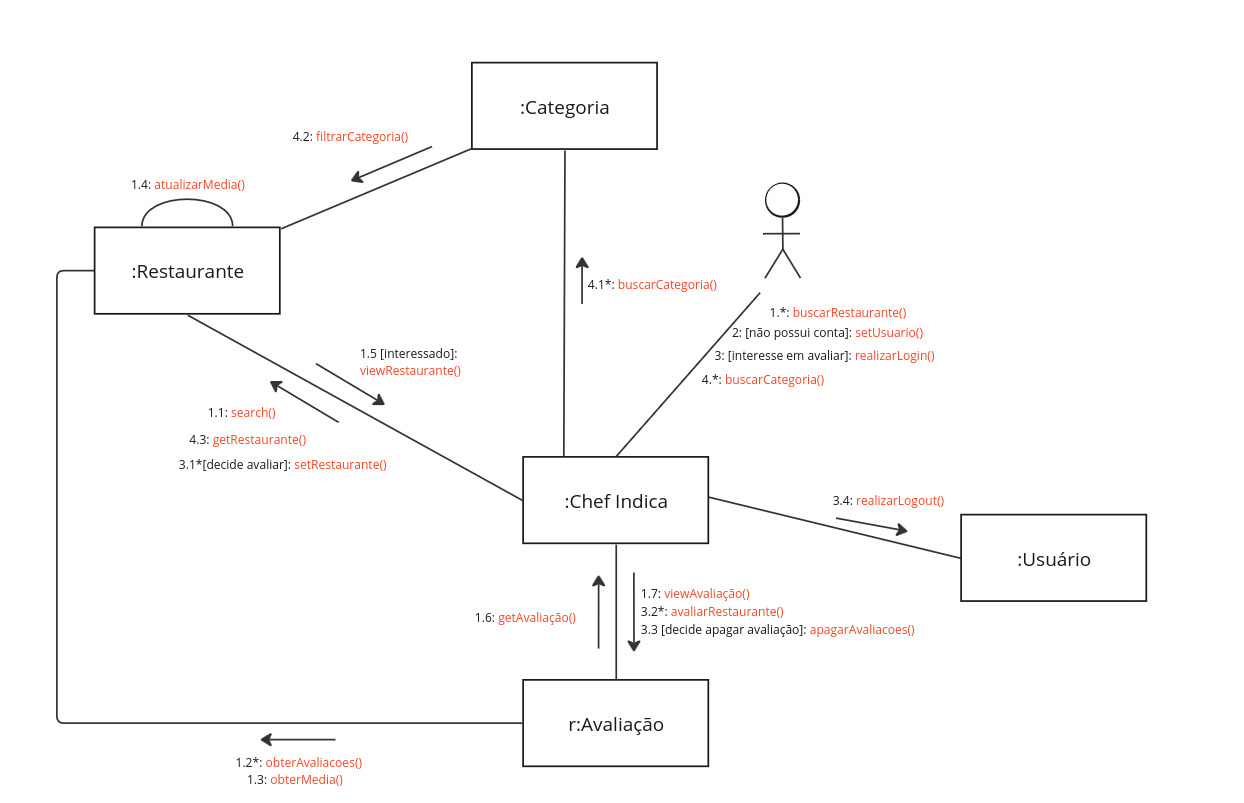 :Categoria
4.2: filtrarCategoria()
1.4: atualizarMedia()
:Restaurante
4.1*: buscarCategoria()
1.*: buscarRestaurante()
2: [não possui conta]: setUsuario()
3: [interesse em avaliar]: realizarLogin()
4.*: buscarCategoria()
1.5 [interessado]:
viewRestaurante()
1.1: search()
4.3: getRestaurante()
3.1*[decide avaliar]: setRestaurante()
:Chef Indica
3.4: realizarLogout()
:Usuário
1.6: getAvaliação()
1.7: viewAvaliação()
3.2*: avaliarRestaurante()
3.3 [decide apagar avaliação]: apagarAvaliacoes()
r:Avaliação
1.2*: obterAvaliacoes()
1.3: obterMedia()